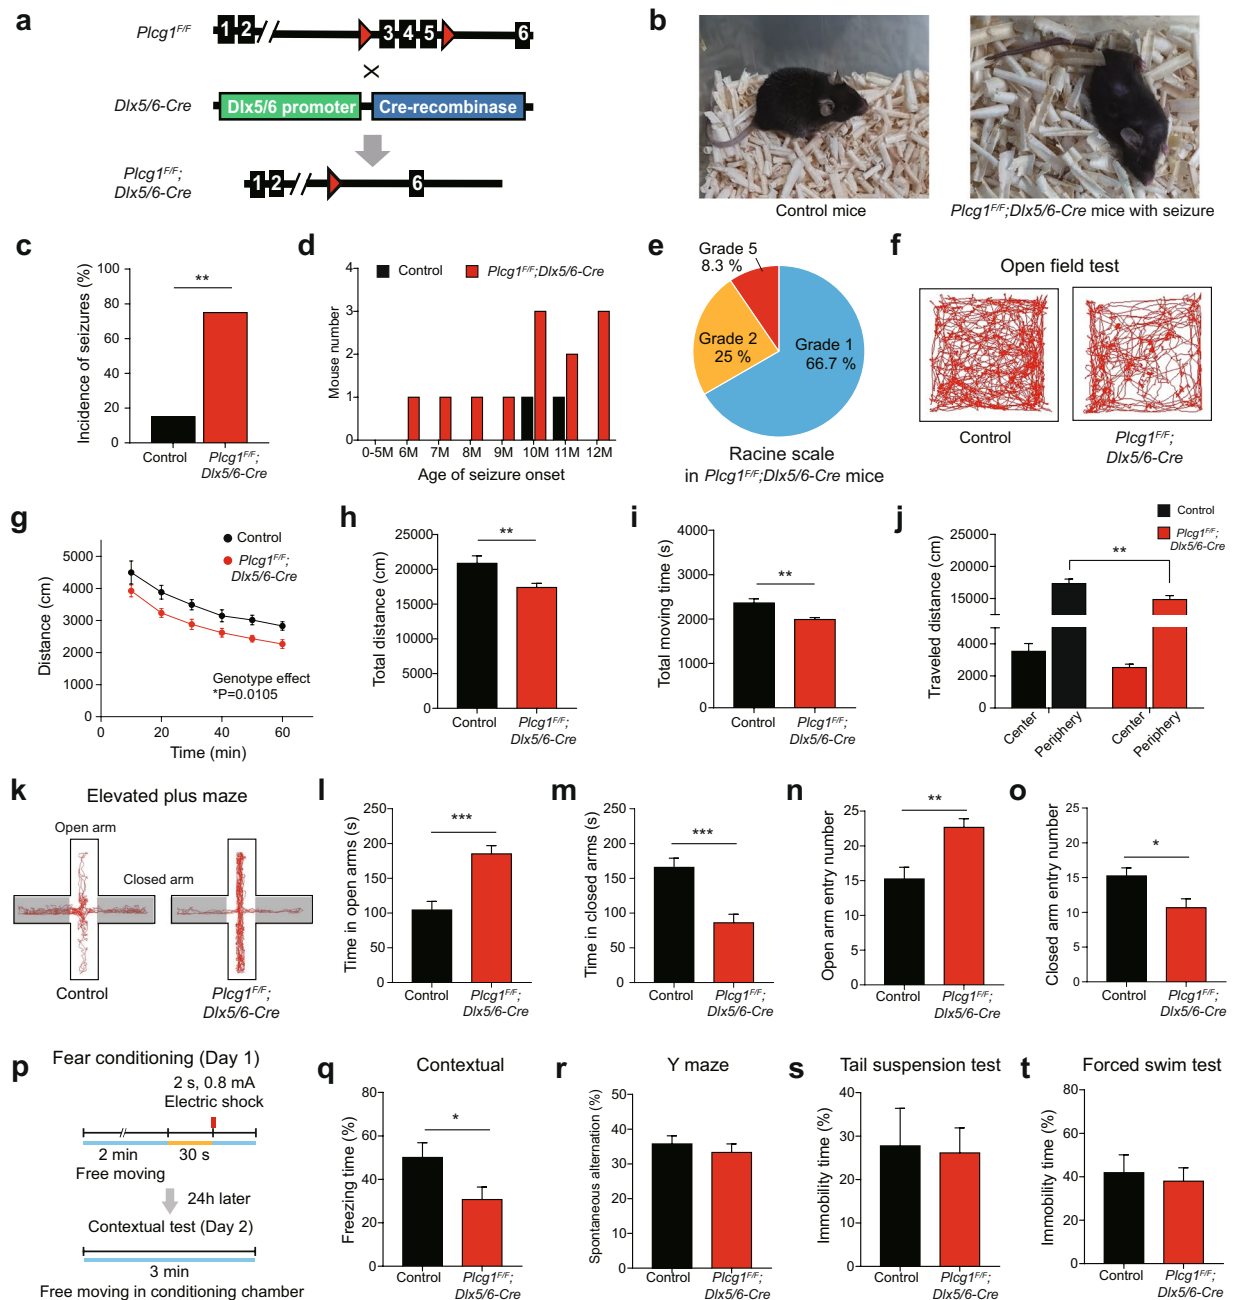 a
Plcg1F/F
1 2 3 4 5 6
×
Dlx5/6-Cre
Dlx5/6 promoter Cre-recombinase
Plcg1F/F;
Dlx5/6-Cre
1 2 6
b
Control mice
Plcg1F/F;Dlx5/6-Cre mice with seizure
c
Incidence of seizures (%)
100
80
60
40
20
0
**
Control
Plcg1F/F;
Dlx5/6-Cre
d
Control
Plcg1F/F;Dlx5/6-Cre
Mouse number
4
3
2
1
0
0-5M 6M 7M 8M 9M 10M 11M 12M
Age of seizure onset
e
Grade 5
8.3 %
Grade 2
25 %
Grade 1
66.7 %
Racine scale
in Plcg1F/F;Dlx5/6-Cre mice
f
Open field test
Control
Plcg1F/F;
Dlx5/6-Cre
g
Control
Plcg1F/F;
Dlx5/6-Cre
Distance (cm)
5000
4000
3000
2000
1000
0
Genotype effect
*P=0.0105
0 20 40 60
Time (min)
h
Total distance (cm)
25000
20000
15000
10000
5000
0
**
Control
Plcg1F/F;
Dlx5/6-Cre
i
Total moving time (s)
4000
3000
2000
1000
0
**
Control
Plcg1F/F;
Dlx5/6-Cre
j
Control
Plcg1F/F;
Dlx5/6-Cre
Traveled distance (cm)
25000
20000
15000
4000
2000
0
**
Center
Periphery
Center
Periphery
k
Elevated plus maze
Open arm
Closed arm
Control
Plcg1F/F;
Dlx5/6-Cre
l
Time in open arms (s)
250
200
150
100
50
0
***
Control
Plcg1F/F;
Dlx5/6-Cre
m
Time in closed arms (s)
250
200
150
100
50
0
***
Control
Plcg1F/F;
Dlx5/6-Cre
n
Open arm entry number
25
20
15
10
5
0
**
Control
Plcg1F/F;
Dlx5/6-Cre
o
Closed arm entry number
25
20
15
10
5
0
*
Control
Plcg1F/F;
Dlx5/6-Cre
p
Fear conditioning (Day 1)
2 s, 0.8 mA
Electric shock
2 min 30 s
Free moving
24h later
Contextual test (Day 2)
3 min
Free moving in conditioning chamber
q
Contextual
Freezing time (%)
80
60
40
20
0
*
Control
Plcg1F/F;
Dlx5/6-Cre
r
Y maze
Spontaneous alternation (%)
50
40
30
20
10
0
Control
Plcg1F/F;
Dlx5/6-Cre
s
Tail suspension test
Immobility time (%)
40
30
20
10
0
Control
Plcg1F/F;
Dlx5/6-Cre
t
Forced swim test
Immobility time (%)
80
60
40
20
0
Control
Plcg1F/F;
Dlx5/6-Cre